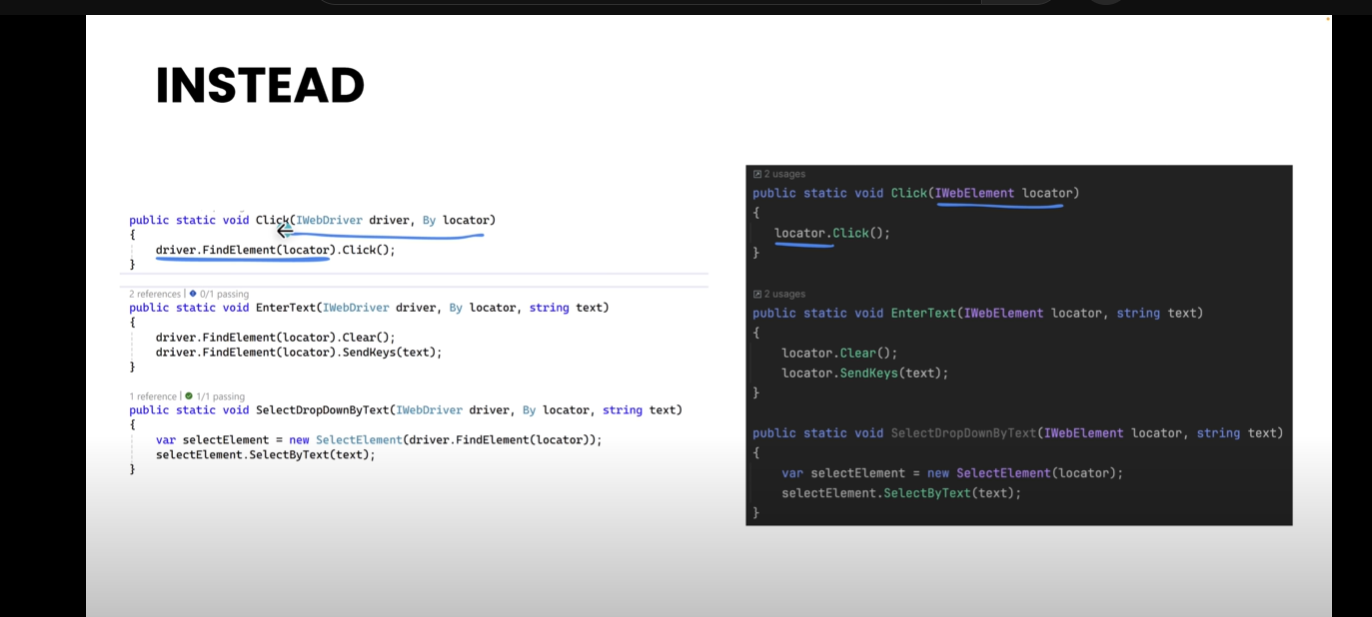 INSTEAD
public static void Click(IWebDriver driver, By locator)
{
driver.FindElement(locator).Click();
}
2 references | 0/1 passing
public static void EnterText(IWebDriver driver, By locator, string text)
{
driver.FindElement(locator).Clear();
driver.FindElement(locator).SendKeys(text);
}
1 reference | 1/1 passing
public static void SelectDropDownByText(IWebDriver driver, By locator, string text)
{
var selectElement = new SelectElement(driver.FindElement(locator));
selectElement.SelectByText(text);
}
2 usages
public static void Click(IWebElement locator)
{
locator.Click();
}
2 usages
public static void EnterText(IWebElement locator, string text)
{
locator.Clear();
locator.SendKeys(text);
}
public static void SelectDropDownByText(IWebElement locator, string text)
{
var selectElement = new SelectElement(locator);
selectElement.SelectByText(text);
}